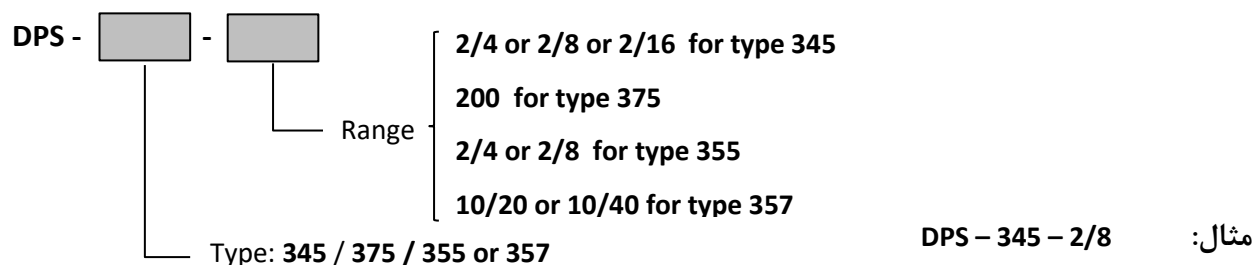 DPS - -
2/4 or 2/8 or 2/16 for type 345
200 for type 375
Range
2/4 or 2/8 for type 355
10/20 or 10/40 for type 357
Type: 345 / 375 / 355 or 357
مثال: DPS – 345 – 2/8